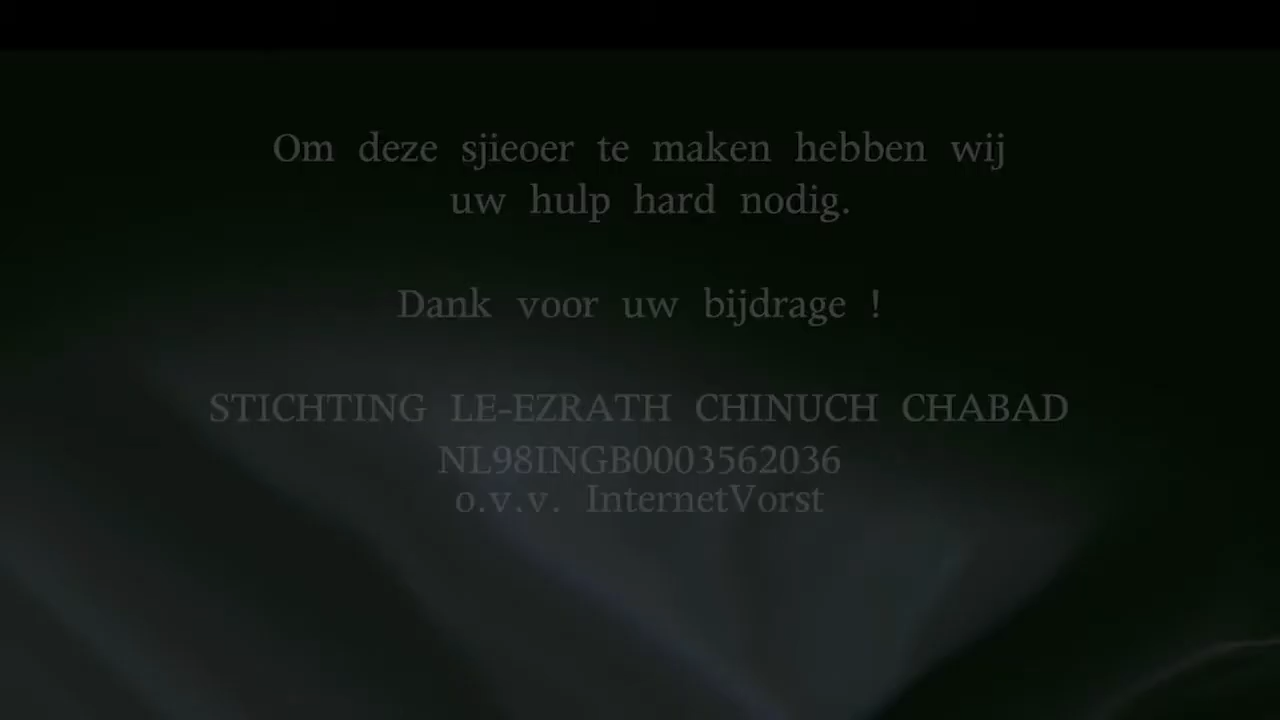 Om deze sjieoer te maken hebben wij
uw hulp hard nodig.
Dank voor uw bijdrage !
STICHTING LE-EZRATH CHINUCH CHABAD
NL98INGB0003562036
o.v.v. InternetVorst